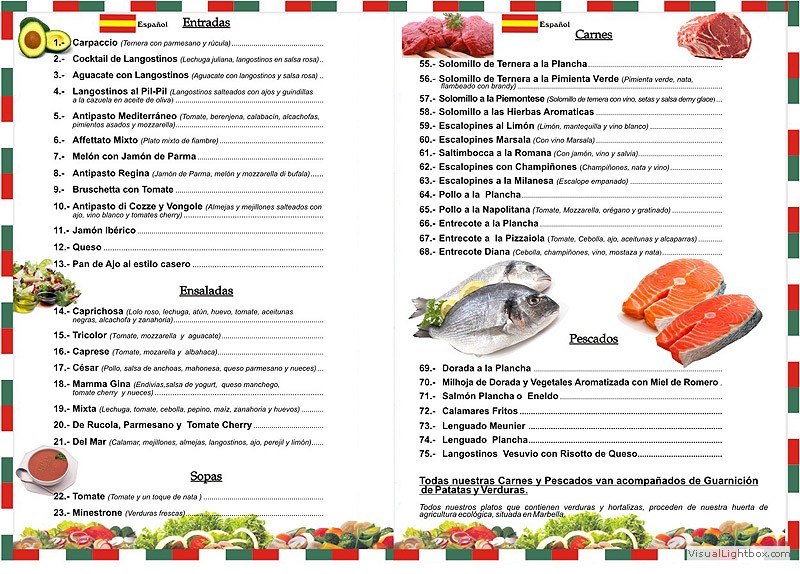 Español
Entradas
1.- Carpaccio (Ternera con parmesano y rúcula)
2.- Cocktail de Langostinos (Lechuga juliana, langostinos en salsa rosa)
3.- Aguacate con Langostinos (Aguacate con langostinos y salsa rosa)
4.- Langostinos al Pil-Pil (Langostinos salteados con ajos y guindillas
a la cazuela en aceite de oliva)
5.- Antipasto Mediterráneo (Tomate, berenjena, calabacín, alcachofas,
pimientos asados y mozzarella)
6.- Affettato Mixto (Plato mixto de fiambre)
7.- Melón con Jamón de Parma
8.- Antipasto Regina (Jamón de Parma, melón y mozzarella di bufala)
9.- Bruschetta con Tomate
10.- Antipasto di Cozze y Vongole (Almejas y mejillones salteados con
ajo, vino blanco y tomates cherry)
11.- Jamón Ibérico
12.- Queso
13.- Pan de Ajo al estilo casero
Ensaladas
14.- Caprichosa (Lolo roso, lechuga, atún, huevo, tomate, aceitunas
negras, alcachofa y zanahoria)
15.- Tricolor (Tomate, mozzarella y aguacate)
16.- Caprese (Tomate, mozarella y albahaca)
17.- César (Pollo, salsa de anchoas, mahonesa, queso parmesano y nueces)
18.- Mamma Gina (Endivias,salsa de yogurt, queso manchego,
tomate cherry y nueces)
19.- Mixta (Lechuga, tomate, cebolla, pepino, maíz, zanahoria y huevos)
20.- De Rucola, Parmesano y Tomate Cherry
21.- Del Mar (Calamar, mejillones, almejas, langostinos, ajo, perejil y limón)
Sopas
22.- Tomate (Tomate y un toque de nata )
23.- Minestrone (Verduras frescas)
Español
Carnes
55.- Solomillo de Ternera a la Plancha
56.- Solomillo de Ternera a la Pimienta Verde (Pimienta verde, nata,
flambeado con brandy)
57.- Solomillo a la Piemontese (Solomillo de ternera con vino, setas y salsa demy glace)
58.- Solomillo a las Hierbas Aromaticas
59.- Escalopines al Limón (Limón, mantequilla y vino blanco)
60.- Escalopines Marsala (Con vino Marsala)
61.- Saltimbocca a la Romana (Con jamón, vino y salvia)
62.- Escalopines con Champiñones (Champiñones, nata y vino)
63.- Escalopines a la Milanesa (Escalope empanado)
64.- Pollo a la Plancha
65.- Pollo a la Napolitana (Tomate, Mozzarella, orégano y gratinado)
66.- Entrecote a la Plancha
67.- Entrecote a la Pizzaiola (Tomate, Cebolla, ajo, aceitunas y alcaparras)
68.- Entrecote Diana (Cebolla, champiñones, vino, mostaza y nata)
Pescados
69.- Dorada a la Plancha
70.- Milhoja de Dorada y Vegetales Aromatizada con Miel de Romero
71.- Salmón Plancha o Eneldo
72.- Calamares Fritos
73.- Lenguado Meunier
74.- Lenguado Plancha
75.- Langostinos Vesuvio con Risotto de Queso
Todas nuestras Carnes y Pescados van acompañados de Guarnición
de Patatas y Verduras.
Todos nuestros platos que contienen verduras y hortalizas, proceden de nuestra huerta de
agricultura ecológica, situada en Marbella.
VisualLightbox.com